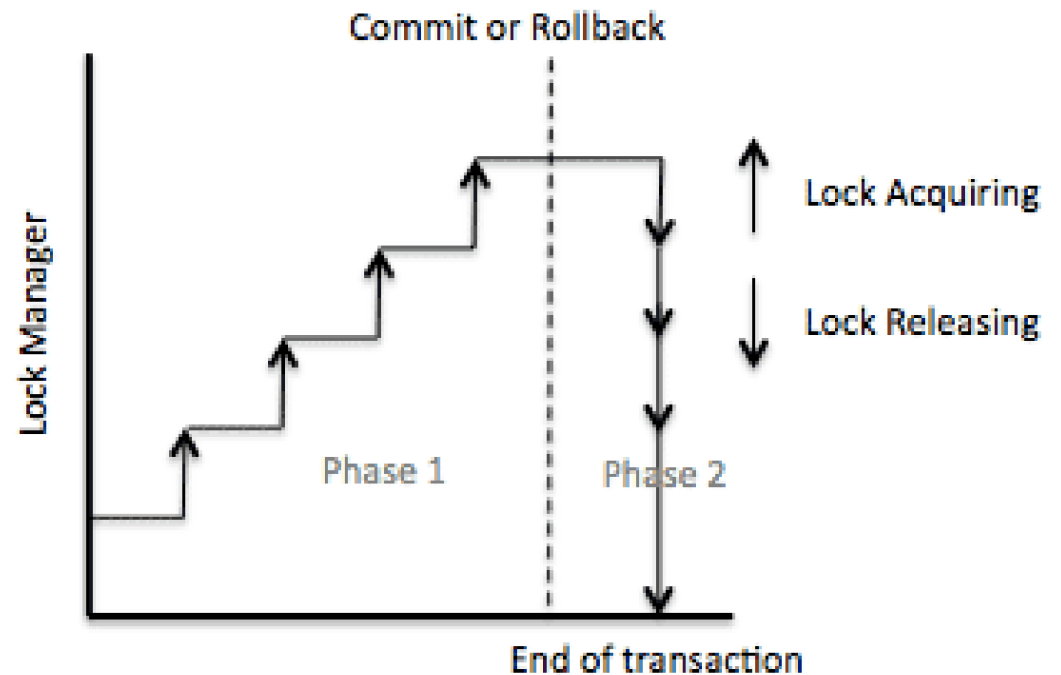 Commit or Rollback
Lock Manager
Lock Acquiring
Lock Releasing
Phase 1
Phase 2
End of transaction